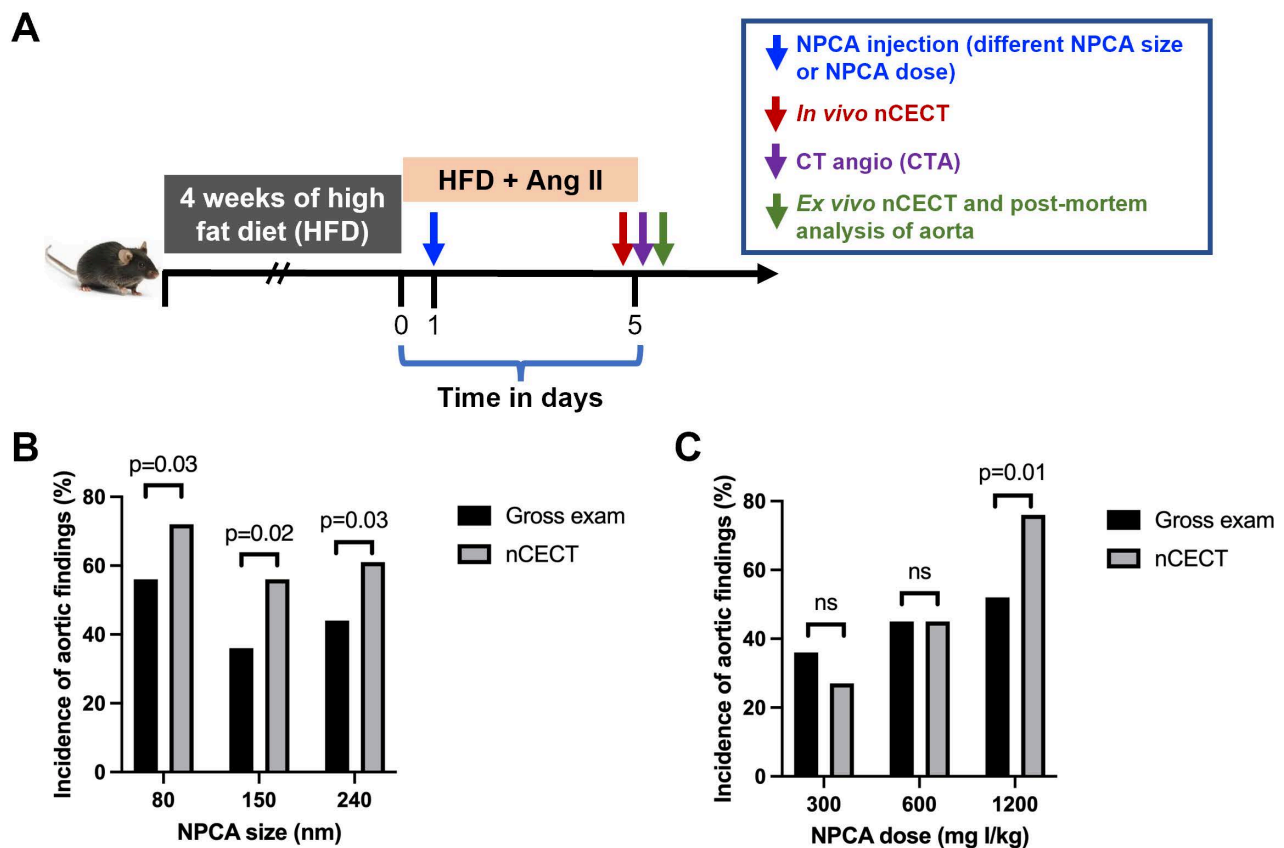 A
NPCA injection (different NPCA size
or NPCA dose)
In vivo nCECT
CT angio (CTA)
Ex vivo nCECT and post-mortem
analysis of aorta
4 weeks of high
fat diet (HFD)
HFD + Ang II
0 1 5
Time in days
B
Incidence of aortic findings (%)
80
60
40
20
0
p=0.03
p=0.02
p=0.03
80 150 240
NPCA size (nm)
Gross exam
nCECT
C
Incidence of aortic findings (%)
80
60
40
20
0
ns
ns
p=0.01
300 600 1200
NPCA dose (mg I/kg)
Gross exam
nCECT